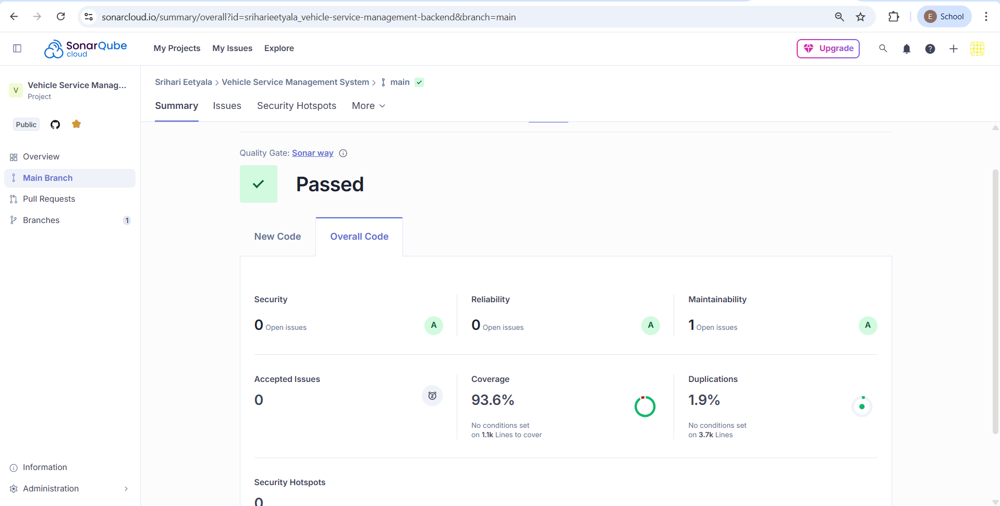 sonarcloud.io/summary/overall?id=sriharieetyala_vehicle-service-management-backend&branch=main
E School
SonarQube cloud
My Projects My Issues Explore
Upgrade
V Vehicle Service Manag...
Project
Public
Overview
Main Branch
Pull Requests
Branches 1
Information
Administration
Srihari Eetyala > Vehicle Service Management System > main
Summary Issues Security Hotspots More
Quality Gate: Sonar way
Passed
New Code Overall Code
Security
0 Open issues A
Reliability
0 Open issues A
Maintainability
1 Open issues A
Accepted Issues
0
Coverage
93.6%
No conditions set
on 1.1k Lines to cover
Duplications
1.9%
No conditions set
on 3.7k Lines
Security Hotspots
0